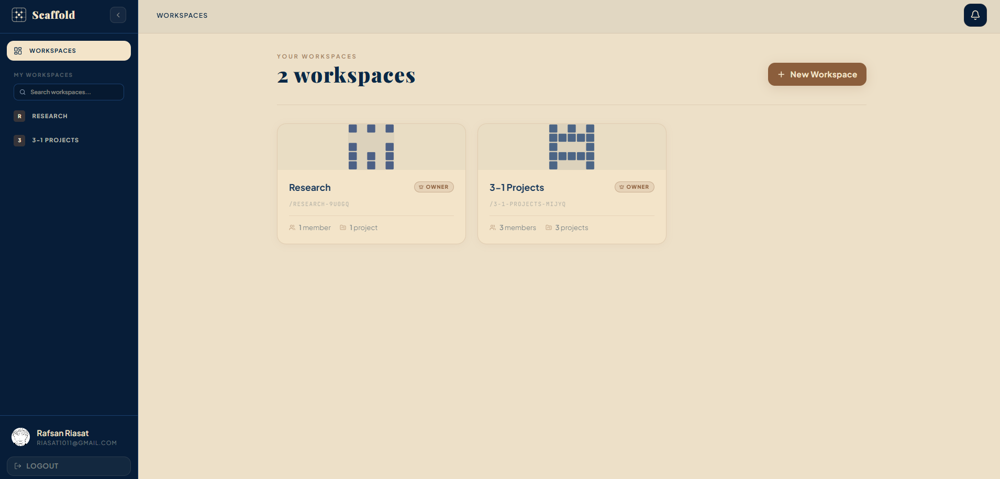 Scaffold
WORKSPACES
MY WORKSPACES
Search workspaces...
R RESEARCH
3 3-1 PROJECTS
Rafsan Riasat
RIASAT1011@GMAIL.COM
LOGOUT
WORKSPACES
YOUR WORKSPACES
2 workspaces
New Workspace
Research
OWNER
/RESEARCH-9U0GQ
1 member 1 project
3-1 Projects
OWNER
/3-1-PROJECTS-MIJYQ
3 members 3 projects